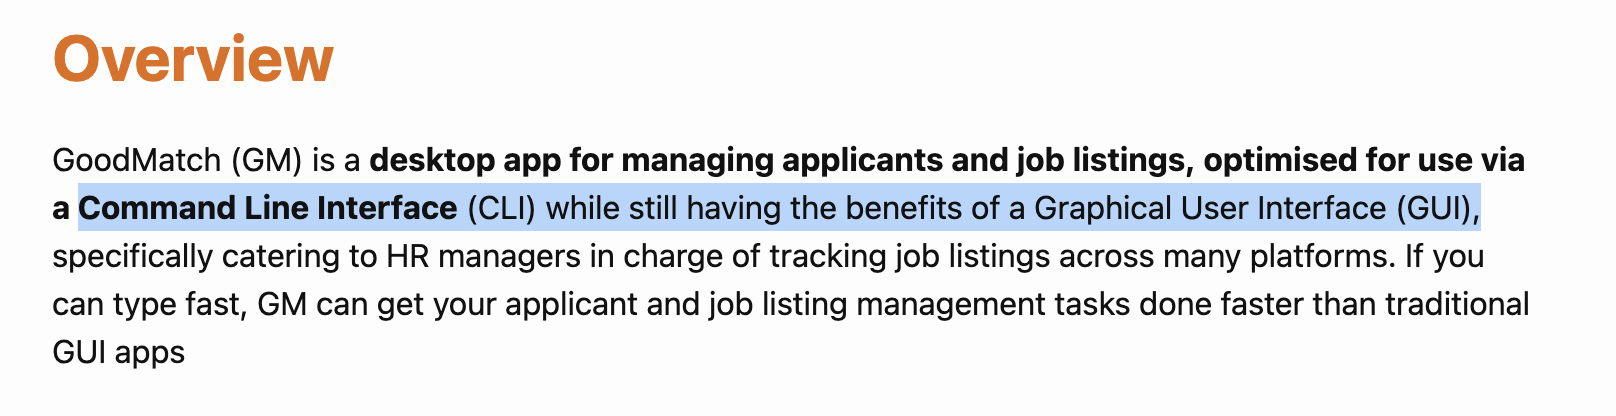 Overview
GoodMatch (GM) is a desktop app for managing applicants and job listings, optimised for use via
a Command Line Interface (CLI) while still having the benefits of a Graphical User Interface (GUI),
specifically catering to HR managers in charge of tracking job listings across many platforms. If you
can type fast, GM can get your applicant and job listing management tasks done faster than traditional
GUI apps